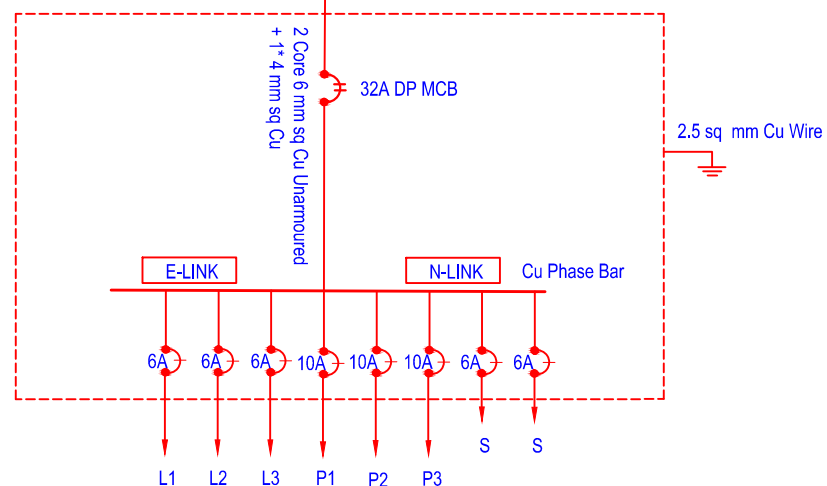 2 Core 6 mm sq Cu Unarmoured
+ 1* 4 mm sq Cu
32A DP MCB
2.5 sq mm Cu Wire
E-LINK
N-LINK
Cu Phase Bar
6A
6A
6A
10A
10A
10A
6A
6A
L1
L2
L3
P1
P2
P3
S
S